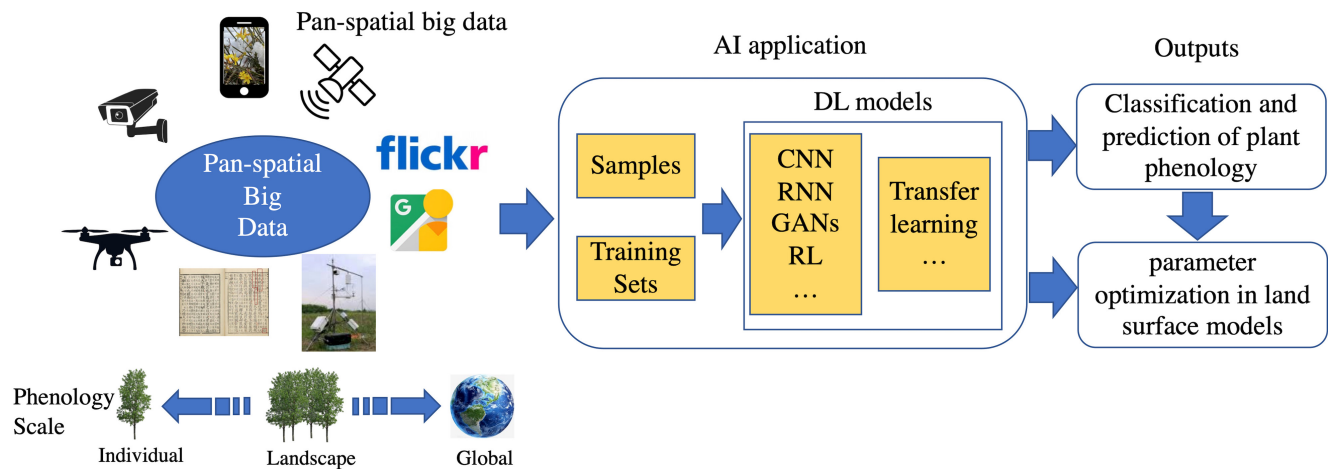 Pan-spatial big data
AI application
Outputs
Pan-spatial
Big
Data
flickr
G
Samples
Training
Sets
DL models
CNN
RNN
GANs
RL
…
Transfer
learning
…
Classification and
prediction of plant
phenology
parameter
optimization in land
surface models
Phenology
Scale
Individual
Landscape
Global